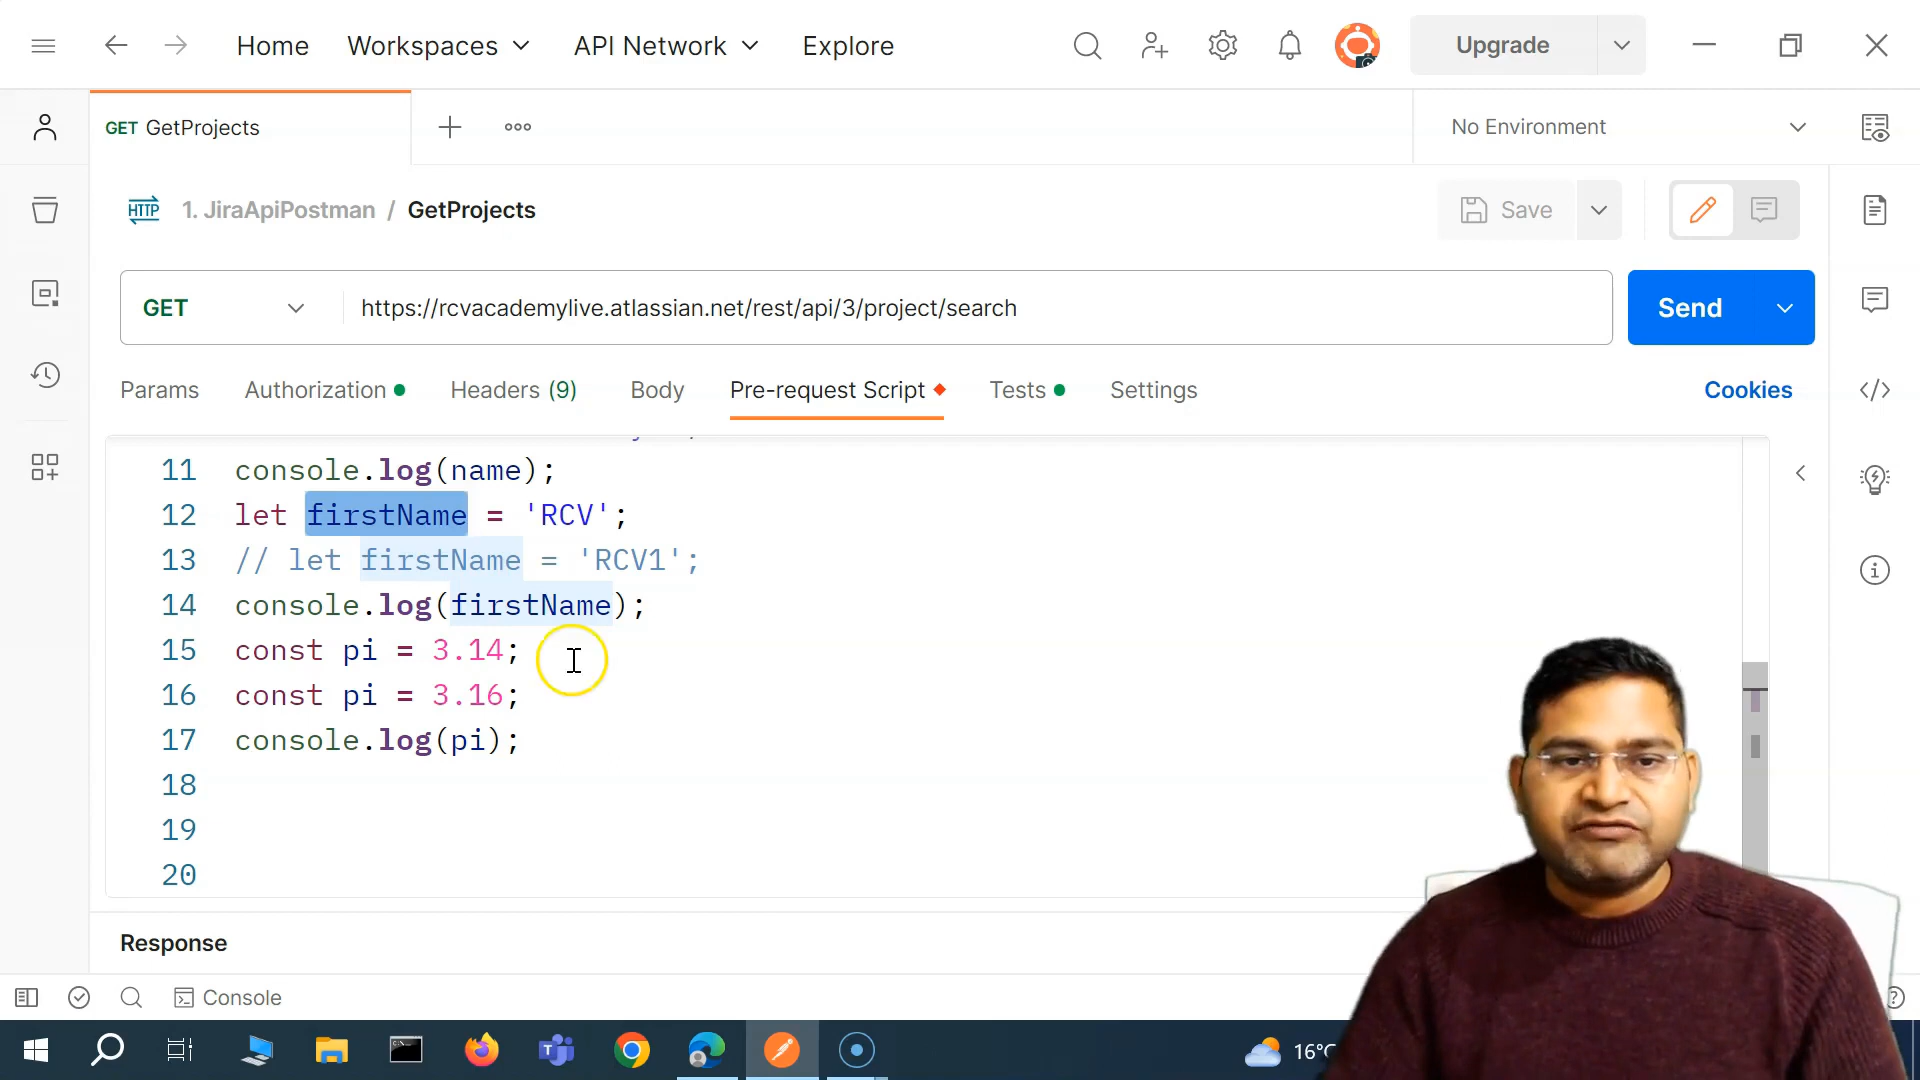 Home Workspaces API Network Explore Upgrade
GET GetProjects No Environment
HTTP 1. JiraApiPostman / GetProjects Save
GET https://rcvacademylive.atlassian.net/rest/api/3/project/search Send
Params Authorization Headers (9) Body Pre-request Script Tests Settings Cookies
11 console.log(name);
12 let firstName = 'RCV';
13 // let firstName = 'RCV1';
14 console.log(firstName);
15 const pi = 3.14;
16 const pi = 3.16;
17 console.log(pi);
18
19
20
Response
Console
16°C